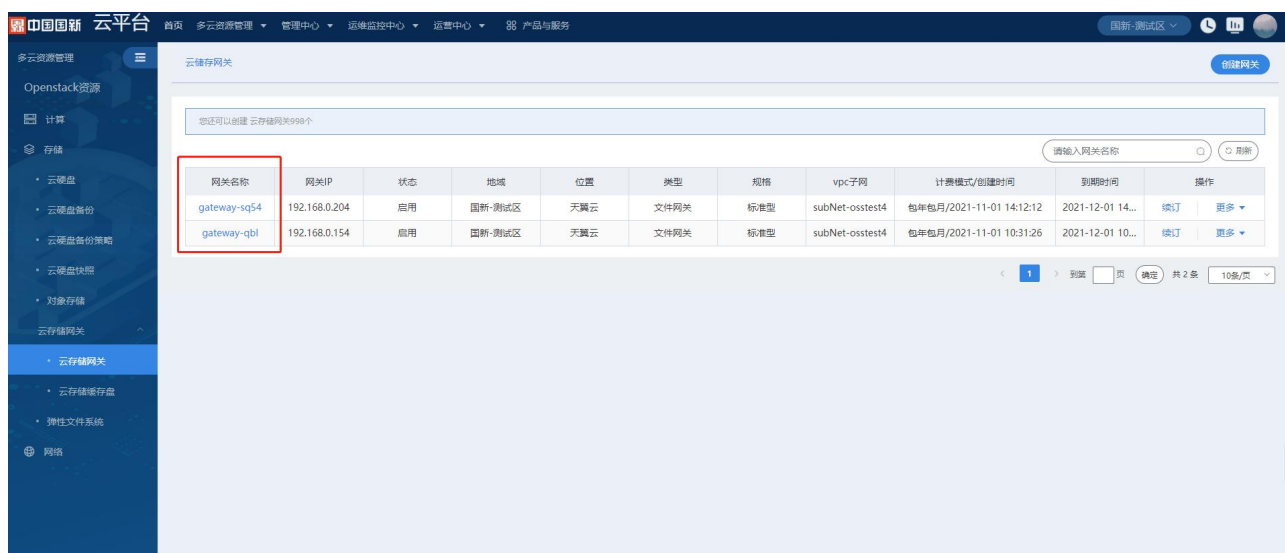 中国国新 云平台 首页 多云资源管理 管理中心 运维监控中心 运营中心 产品与服务 国新-测试区
多云资源管理
Openstack资源
计算
存储
云硬盘
云硬盘备份
云硬盘备份策略
云硬盘快照
对象存储
云存储网关
云存储网关
云存储缓存盘
弹性文件系统
网络
云储存网关 创建网关
您还可以创建 云存储网关998个
请输入网关名称 刷新
网关名称 网关IP 状态 地域 位置 类型 规格 vpc子网 计费模式/创建时间 到期时间 操作
gateway-sq54 192.168.0.204 启用 国新-测试区 天翼云 文件网关 标准型 subNet-osstest4 包年包月/2021-11-01 14:12:12 2021-12-01 14... 续订 更多
gateway-qbl 192.168.0.154 启用 国新-测试区 天翼云 文件网关 标准型 subNet-osstest4 包年包月/2021-11-01 10:31:26 2021-12-01 10... 续订 更多
1 到第 页 确定 共 2 条 10条/页